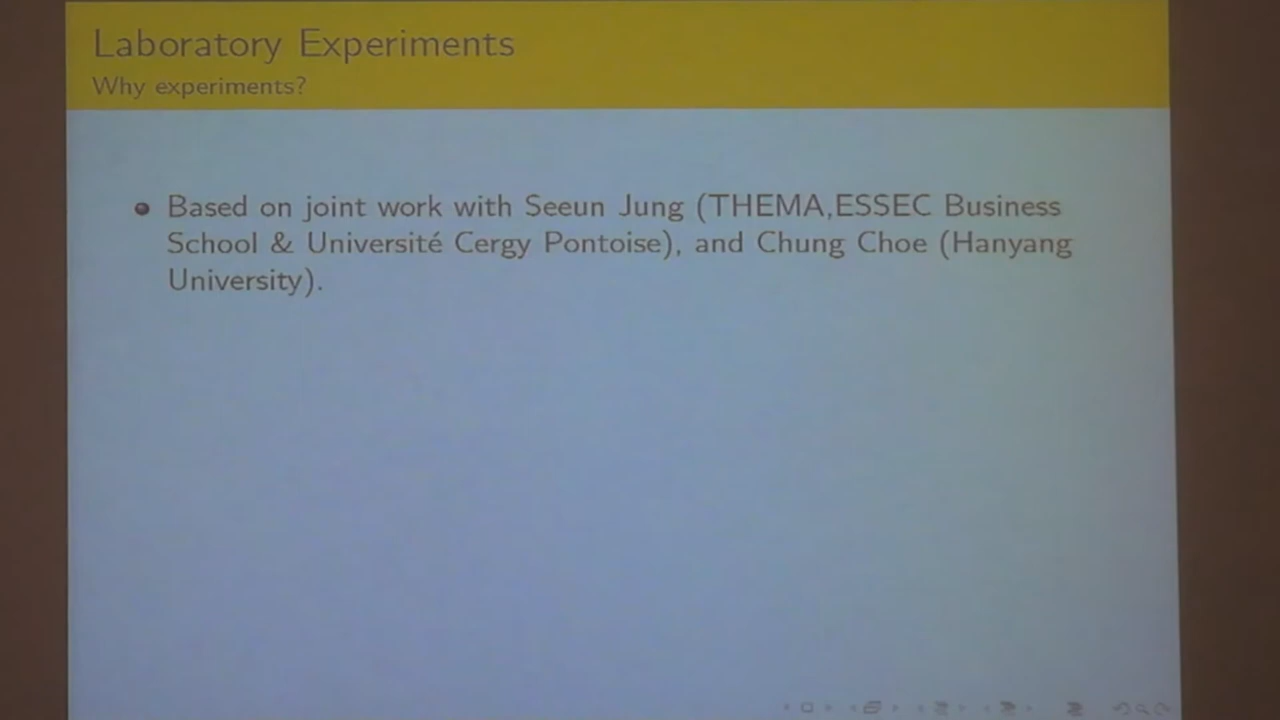 Laboratory Experiments
Why experiments?
Based on joint work with Seeun Jung (THEMA,ESSEC Business
School & Université Cergy Pontoise), and Chung Choe (Hanyang
University).